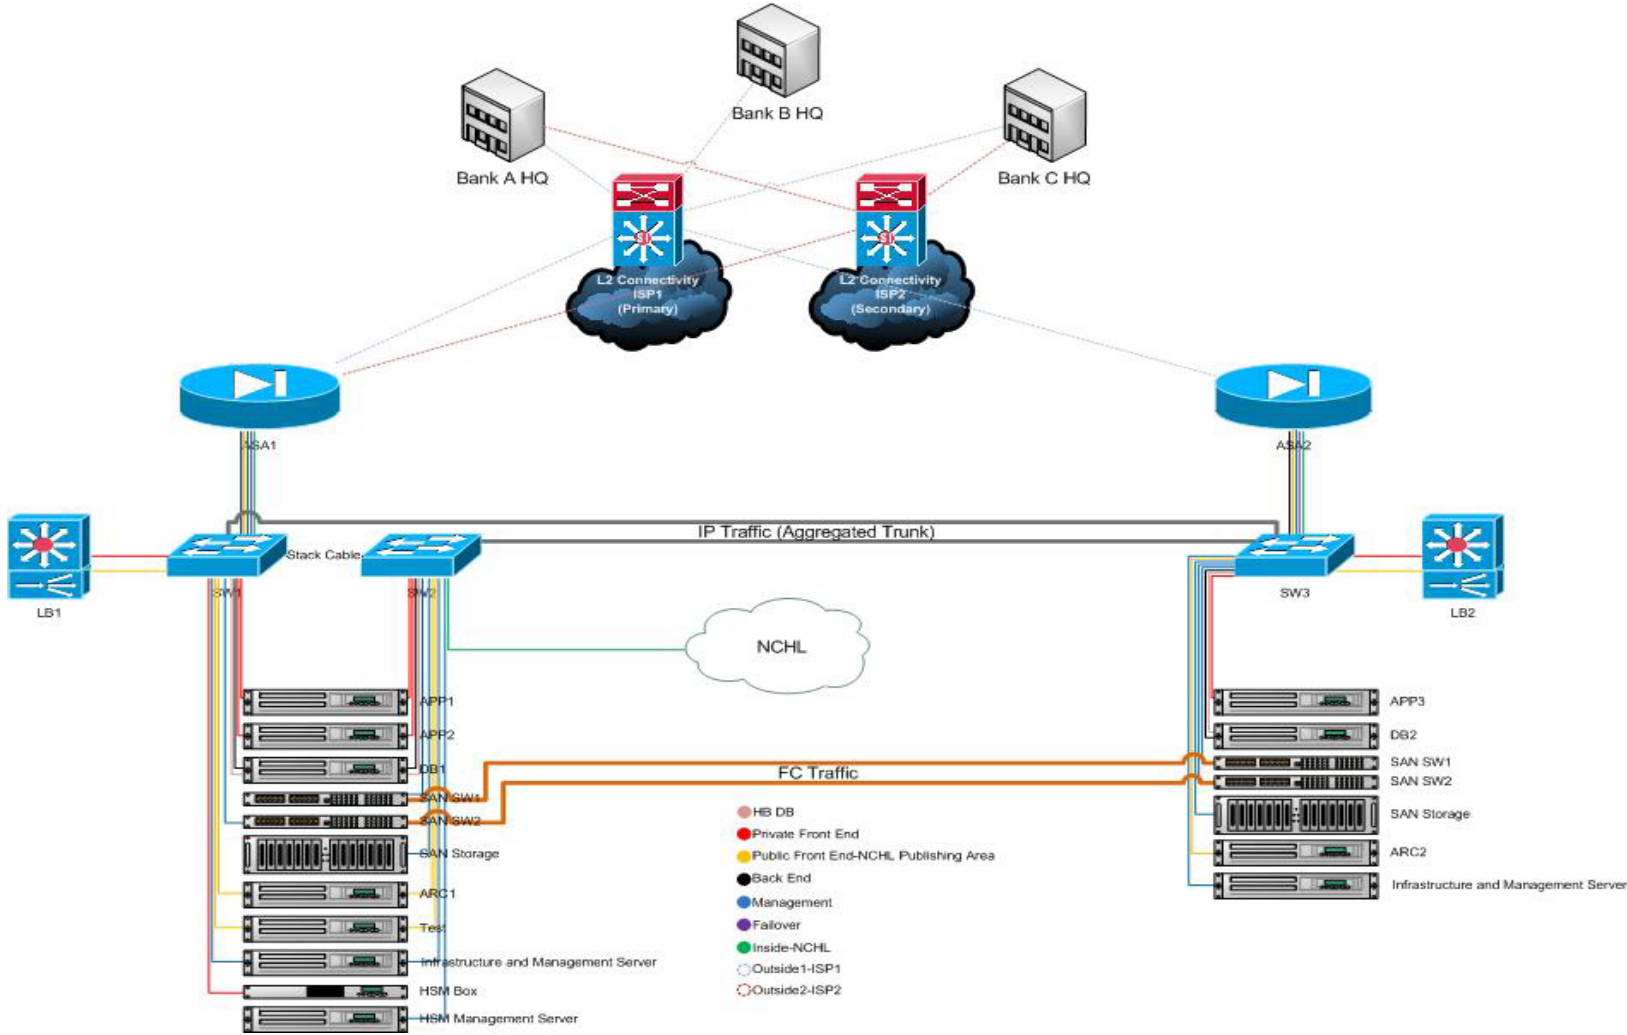 Bank B HQ
Bank A HQ
Bank C HQ
SI
SI
L2 Connectivity
ISP1
(Primary)
L2 Connectivity
ISP2
(Secondary)
ASA1
ASA2
IP Traffic (Aggregated Trunk)
Stack Cable
LB1
SW1
SW2
SW3
LB2
NCHL
APP1
APP2
DB1
SAN SW1
SAN SW2
SAN Storage
ARC1
Test
Infrastructure and Management Server
HSM Box
HSM Management Server
FC Traffic
HB DB
Private Front End
Public Front End-NCHL Publishing Area
Back End
Management
Failover
Inside-NCHL
Outside1-ISP1
Outside2-ISP2
APP3
DB2
SAN SW1
SAN SW2
SAN Storage
ARC2
Infrastructure and Management Server